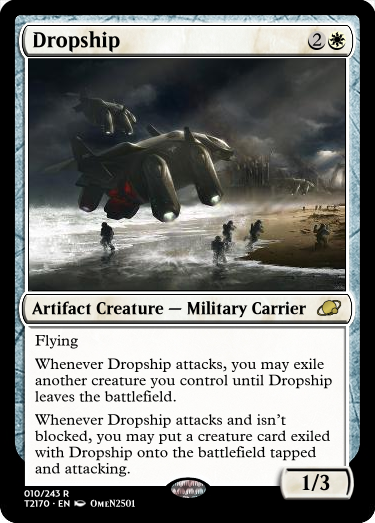 Dropship 2
Artifact Creature — Military Carrier
Flying
Whenever Dropship attacks, you may exile
another creature you control until Dropship
leaves the battlefield.
Whenever Dropship attacks and isn't
blocked, you may put a creature card exiled
with Dropship onto the battlefield tapped
and attacking.
1/3
010/243 R
T2170 • EN OMEN2501